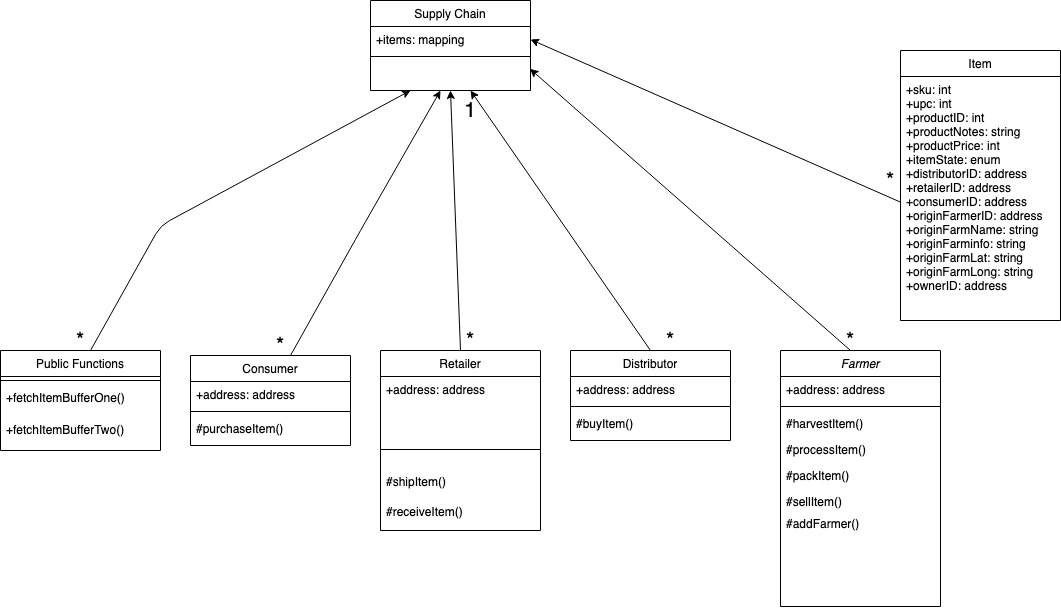 Supply Chain
+items: mapping
1
Item
+sku: int
+upc: int
+productID: int
+productNotes: string
+productPrice: int
+itemState: enum
+distributorID: address
+retailerID: address
+consumerID: address
+originFarmerID: address
+originFarmName: string
+originFarminfo: string
+originFarmLat: string
+originFarmLong: string
+ownerID: address
*
*
*
*
*
*
Public Functions
+fetchItemBufferOne()
+fetchItemBufferTwo()
Consumer
+address: address
#purchaseItem()
Retailer
+address: address
#shipItem()
#receiveItem()
Distributor
+address: address
#buyItem()
Farmer
+address: address
#harvestItem()
#processItem()
#packItem()
#sellItem()
#addFarmer()